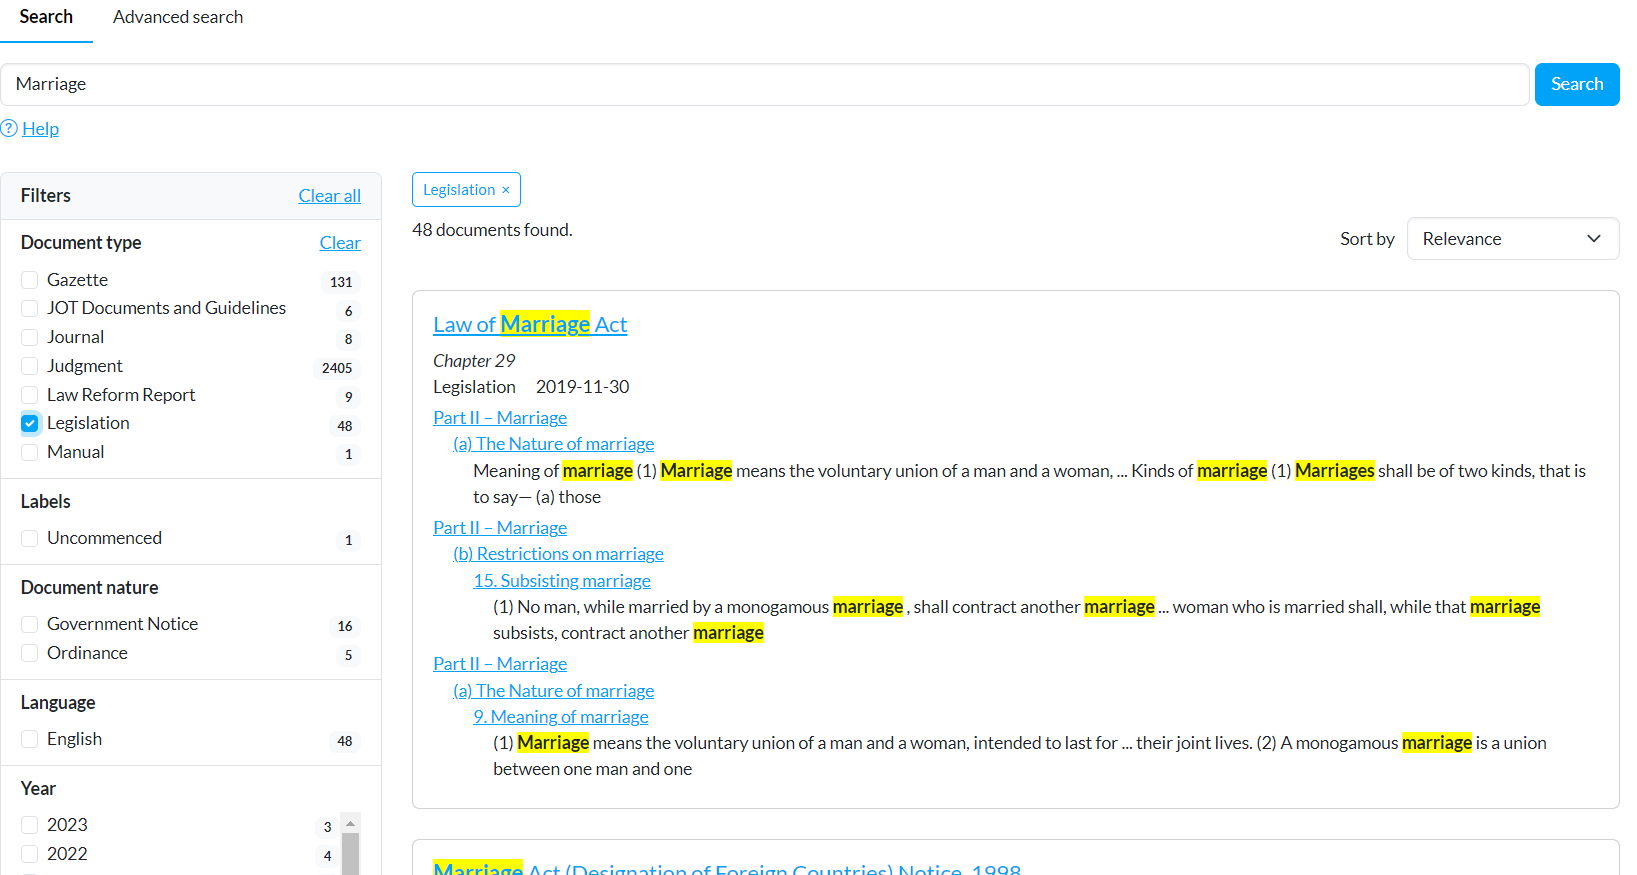 Search Advanced search
Marriage
Search
Help
Filters Clear all
Document type Clear
Gazette 131
JOT Documents and Guidelines 6
Journal 8
Judgment 2405
Law Reform Report 9
Legislation 48
Manual 1
Labels
Uncommenced 1
Document nature
Government Notice 16
Ordinance 5
Language
English 48
Year
2023 3
2022 4
Legislation ×
48 documents found.
Sort by Relevance
Law of Marriage Act
Chapter 29
Legislation 2019-11-30
Part II – Marriage
(a) The Nature of marriage
Meaning of marriage (1) Marriage means the voluntary union of a man and a woman, ... Kinds of marriage (1) Marriages shall be of two kinds, that is
to say— (a) those
Part II – Marriage
(b) Restrictions on marriage
15. Subsisting marriage
(1) No man, while married by a monogamous marriage , shall contract another marriage ... woman who is married shall, while that marriage
subsists, contract another marriage
Part II – Marriage
(a) The Nature of marriage
9. Meaning of marriage
(1) Marriage means the voluntary union of a man and a woman, intended to last for ... their joint lives. (2) A monogamous marriage is a union
between one man and one
Marriage Act (Designation of Foreign Countries) Notice, 1998